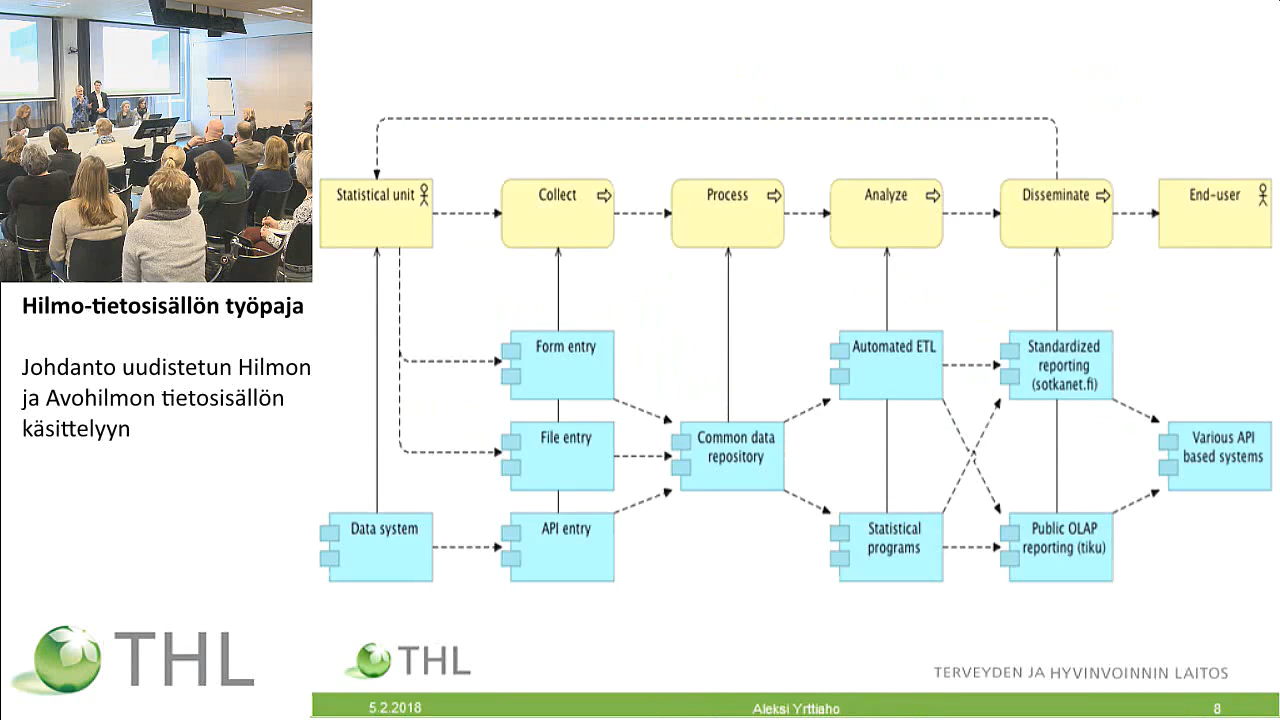 Hilmo-tietosisällön työpaja
Johdanto uudistetun Hilmon
ja Avohilmon tietosisällön
käsittelyyn
THL
Statistical unit
Collect
Process
Analyze
Disseminate
End-user
Form entry
Automated ETL
Standardized
reporting
(sotkanet.fi)
File entry
Common data
repository
Various API
based systems
Data system
API entry
Statistical
programs
Public OLAP
reporting (tiku)
THL
TERVEYDEN JA HYVINVOINNIN LAITOS
5.2.2018
Aleksi Yrttiaho
8